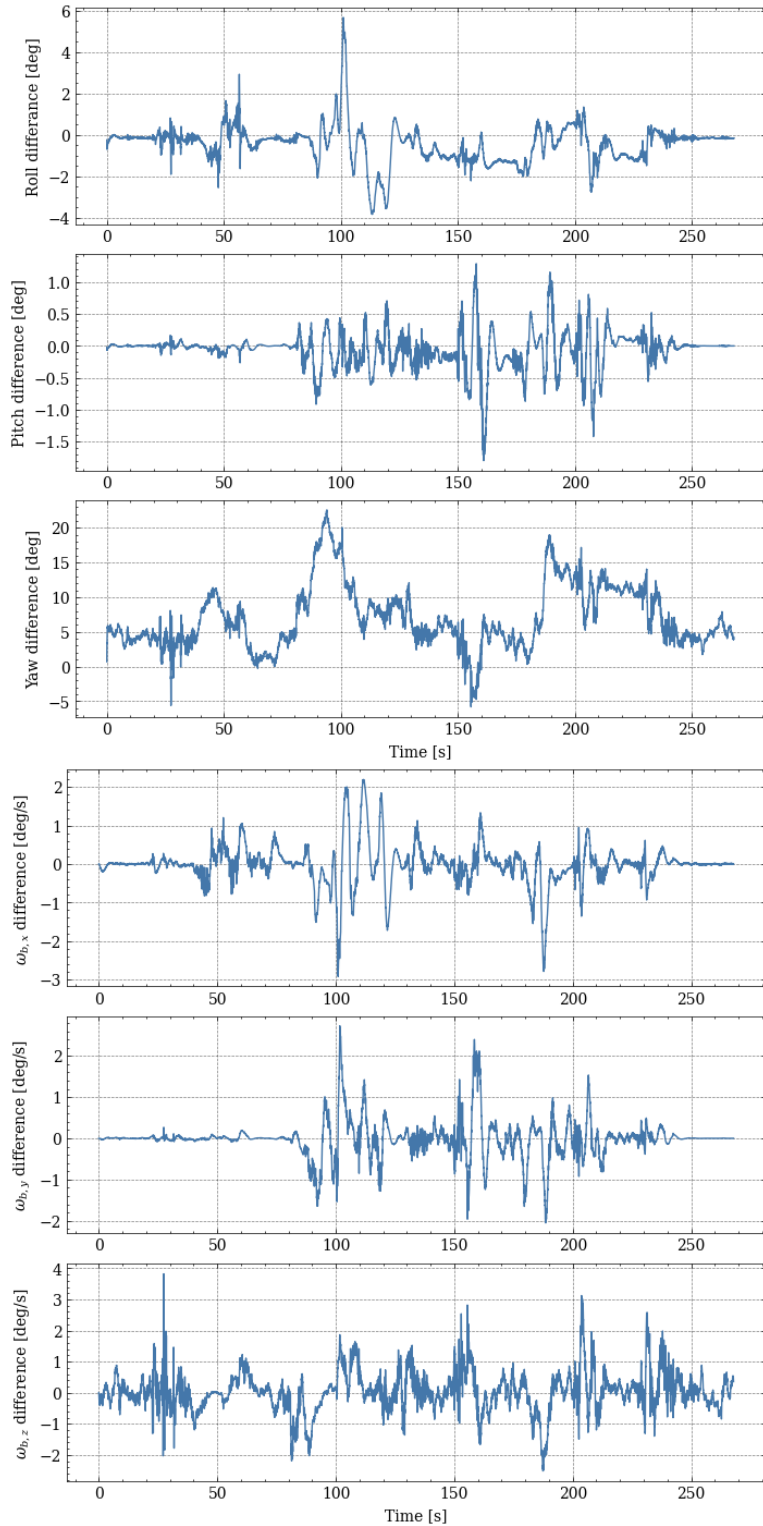 Roll differance [deg]
6
4
2
0
−2
−4
0 50 100 150 200 250
Pitch difference [deg]
1.0
0.5
0.0
−0.5
−1.0
−1.5
0 50 100 150 200 250
Yaw difference [deg]
20
15
10
5
0
−5
0 50 100 150 200 250
Time [s]
ω_{b,x} difference [deg/s]
2
1
0
−1
−2
−3
0 50 100 150 200 250
ω_{b,y} difference [deg/s]
2
1
0
−1
−2
0 50 100 150 200 250
ω_{b,z} difference [deg/s]
4
3
2
1
0
−1
−2
0 50 100 150 200 250
Time [s]